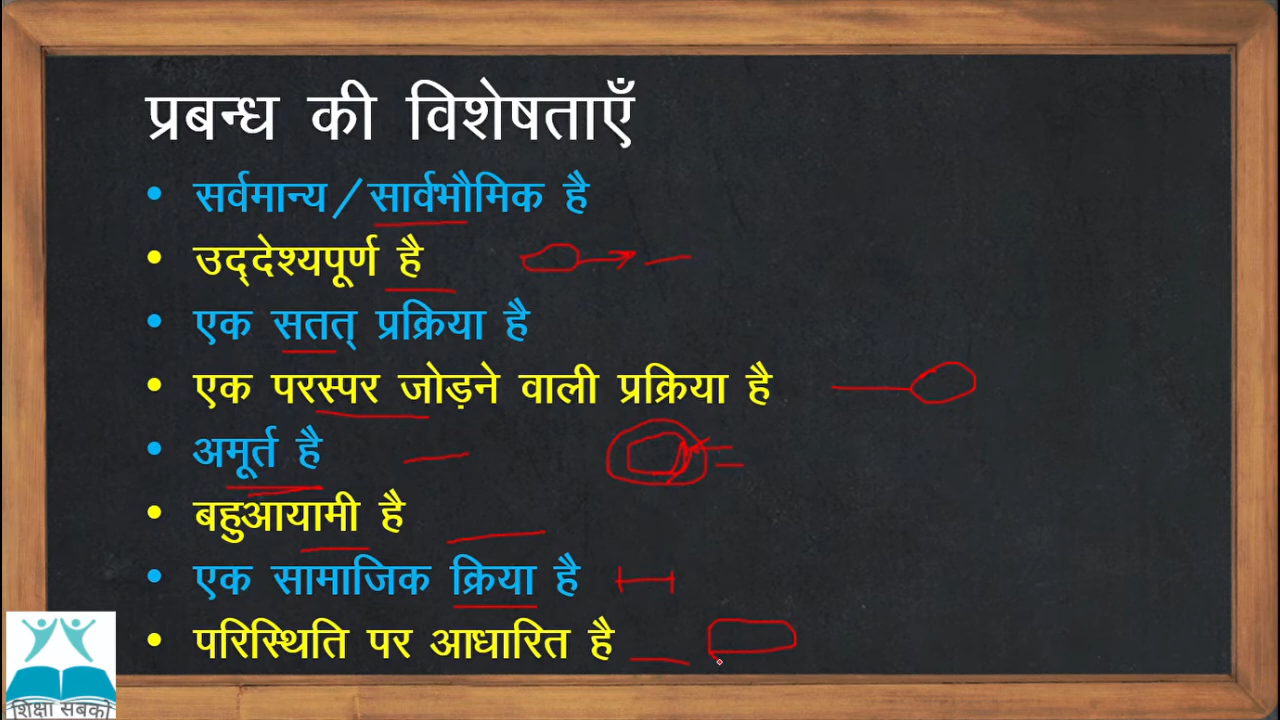 प्रबन्ध की विशेषताएँ
• सर्वमान्य/सार्वभौमिक है
• उद्देश्यपूर्ण है
• एक सतत् प्रक्रिया है
• एक परस्पर जोड़ने वाली प्रक्रिया है
• अमूर्त है
• बहुआयामी है
• एक सामाजिक क्रिया है
• परिस्थिति पर आधारित है
शिक्षा सबको